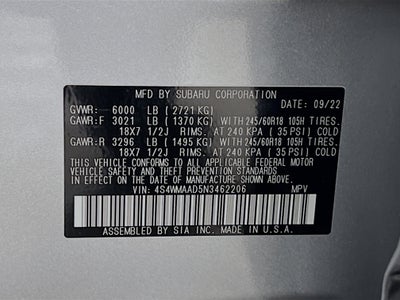 MFD BY SUBARU CORPORATION
DATE: 09/22
GVWR: 6000 LB (2721 KG)
GAWR:F 3021 LB (1370 KG) WITH 245/60R18 105H TIRES.
18X7 1/2J RIMS. AT 240 KPA (35 PSI) COLD
GAWR:R 3296 LB (1495 KG) WITH 245/60R18 105H TIRES.
18X7 1/2J RIMS. AT 240 KPA (35 PSI) COLD
THIS VEHICLE CONFORMS TO ALL APPLICABLE FEDERAL MOTOR
VEHICLE SAFETY AND THEFT PREVENTION STANDARDS IN
EFFECT ON THE DATE OF MANUFACTURE SHOWN ABOVE.
VIN: 4S4WMAAD5N3462206 MPV
ASSEMBLED BY SIA INC. MADE IN U.S.A.